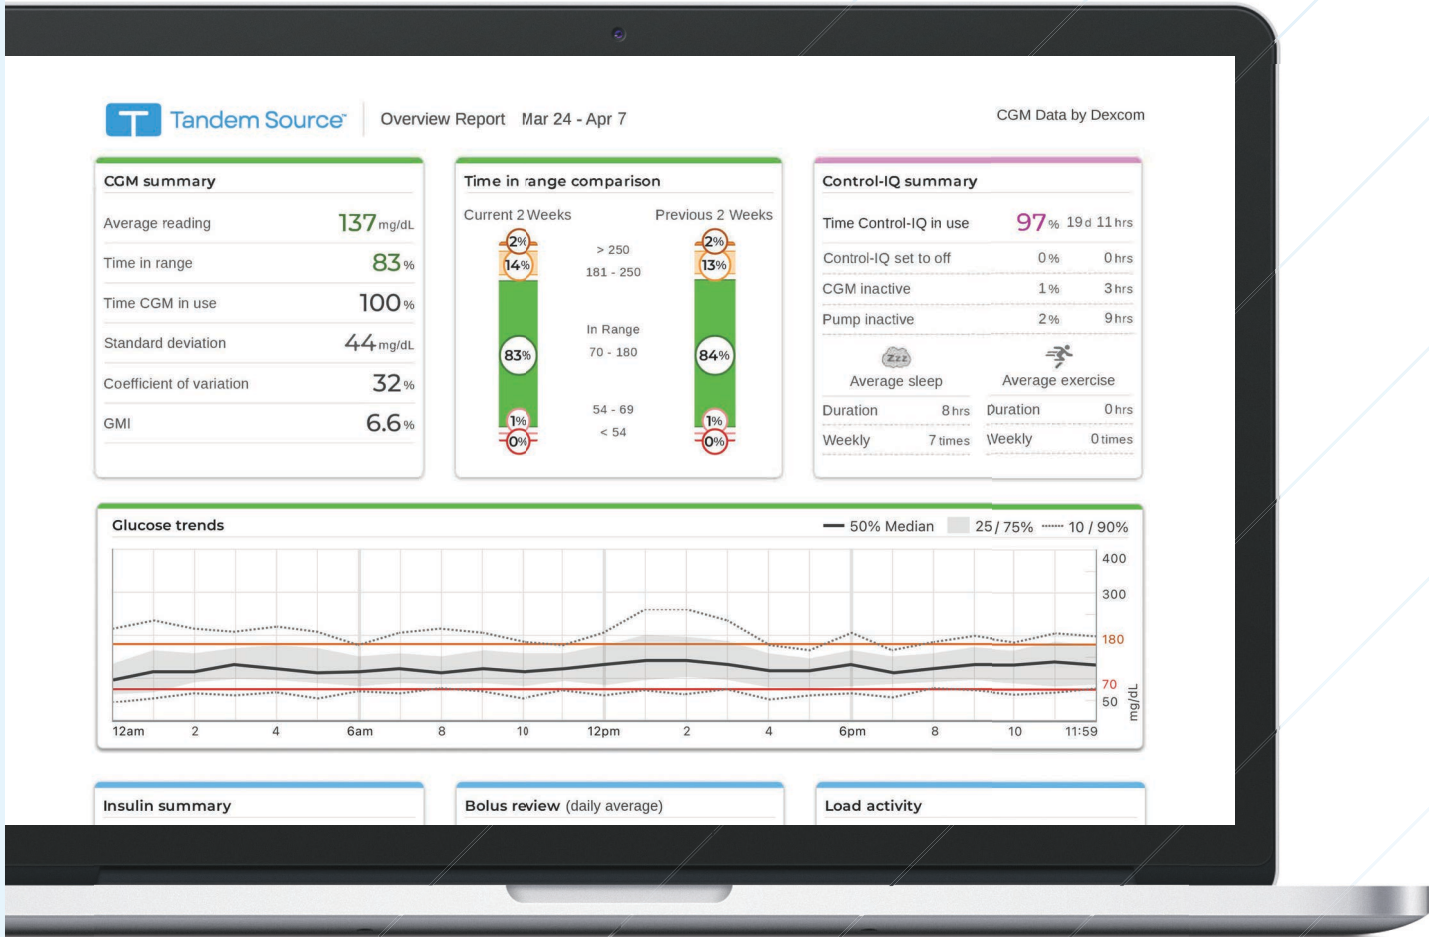 Tandem Source™ Overview Report Mar 24 - Apr 7 CGM Data by Dexcom
CGM summary
Average reading 137 mg/dL
Time in range 83 %
Time CGM in use 100 %
Standard deviation 44 mg/dL
Coefficient of variation 32 %
GMI 6.6 %
Time in range comparison
Current 2 Weeks Previous 2 Weeks
2% > 250 2%
14% 181 - 250 13%
In Range
83% 70 - 180 84%
1% 54 - 69 1%
0% < 54 0%
Control-IQ summary
Time Control-IQ in use 97 % 19 d 11 hrs
Control-IQ set to off 0 % 0 hrs
CGM inactive 1 % 3 hrs
Pump inactive 2 % 9 hrs
Zzz
Average sleep Average exercise
Duration 8 hrs Duration 0 hrs
Weekly 7 times Weekly 0 times
Glucose trends 50% Median 25 / 75% 10 / 90%
400
300
180
70
50
mg/dL
12am 2 4 6am 8 10 12pm 2 4 6pm 8 10 11:59
Insulin summary Bolus review (daily average) Load activity